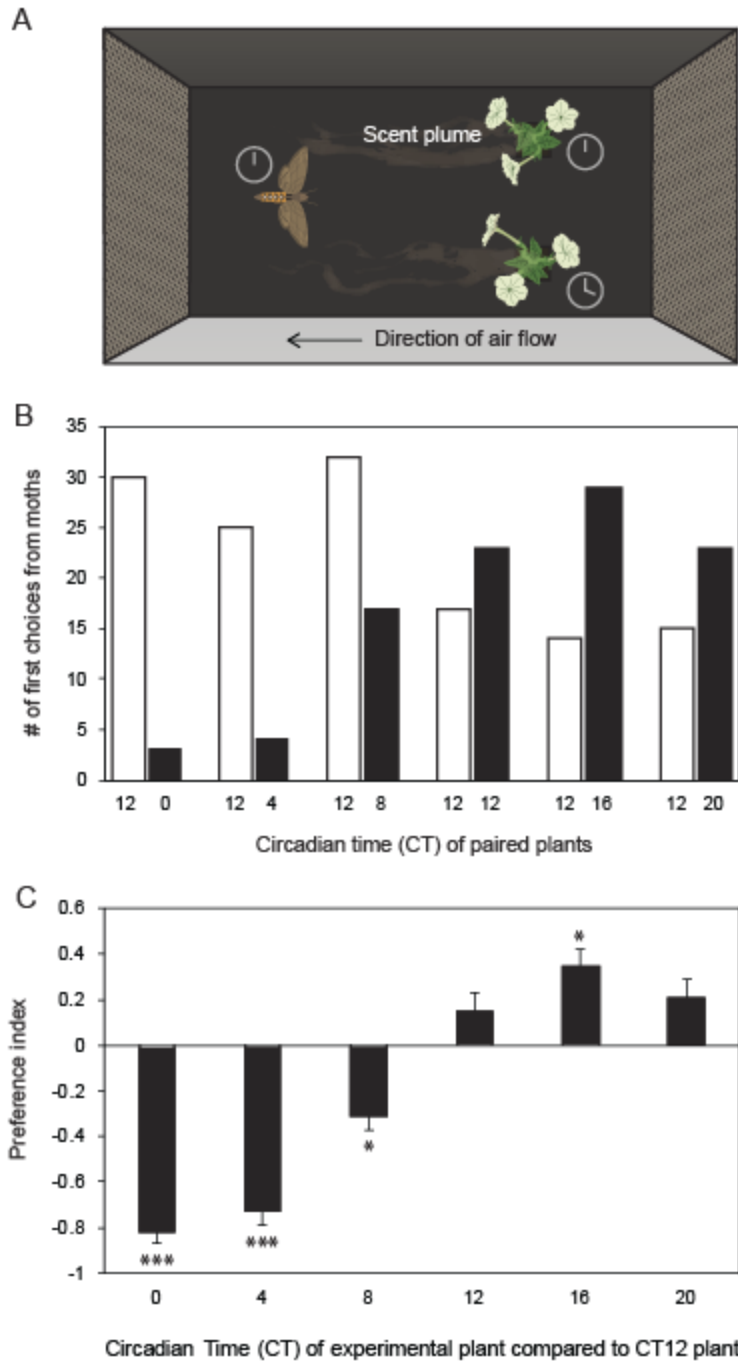 A
Scent plume
Direction of air flow
B
# of first choices from moths
35
30
25
20
15
10
5
0
12 0 12 4 12 8 12 12 12 16 12 20
Circadian time (CT) of paired plants
C
Preference index
0.6
0.4
0.2
0
-0.2
-0.4
-0.6
-0.8
-1
*
*
***
***
0 4 8 12 16 20
Circadian Time (CT) of experimental plant compared to CT12 plant